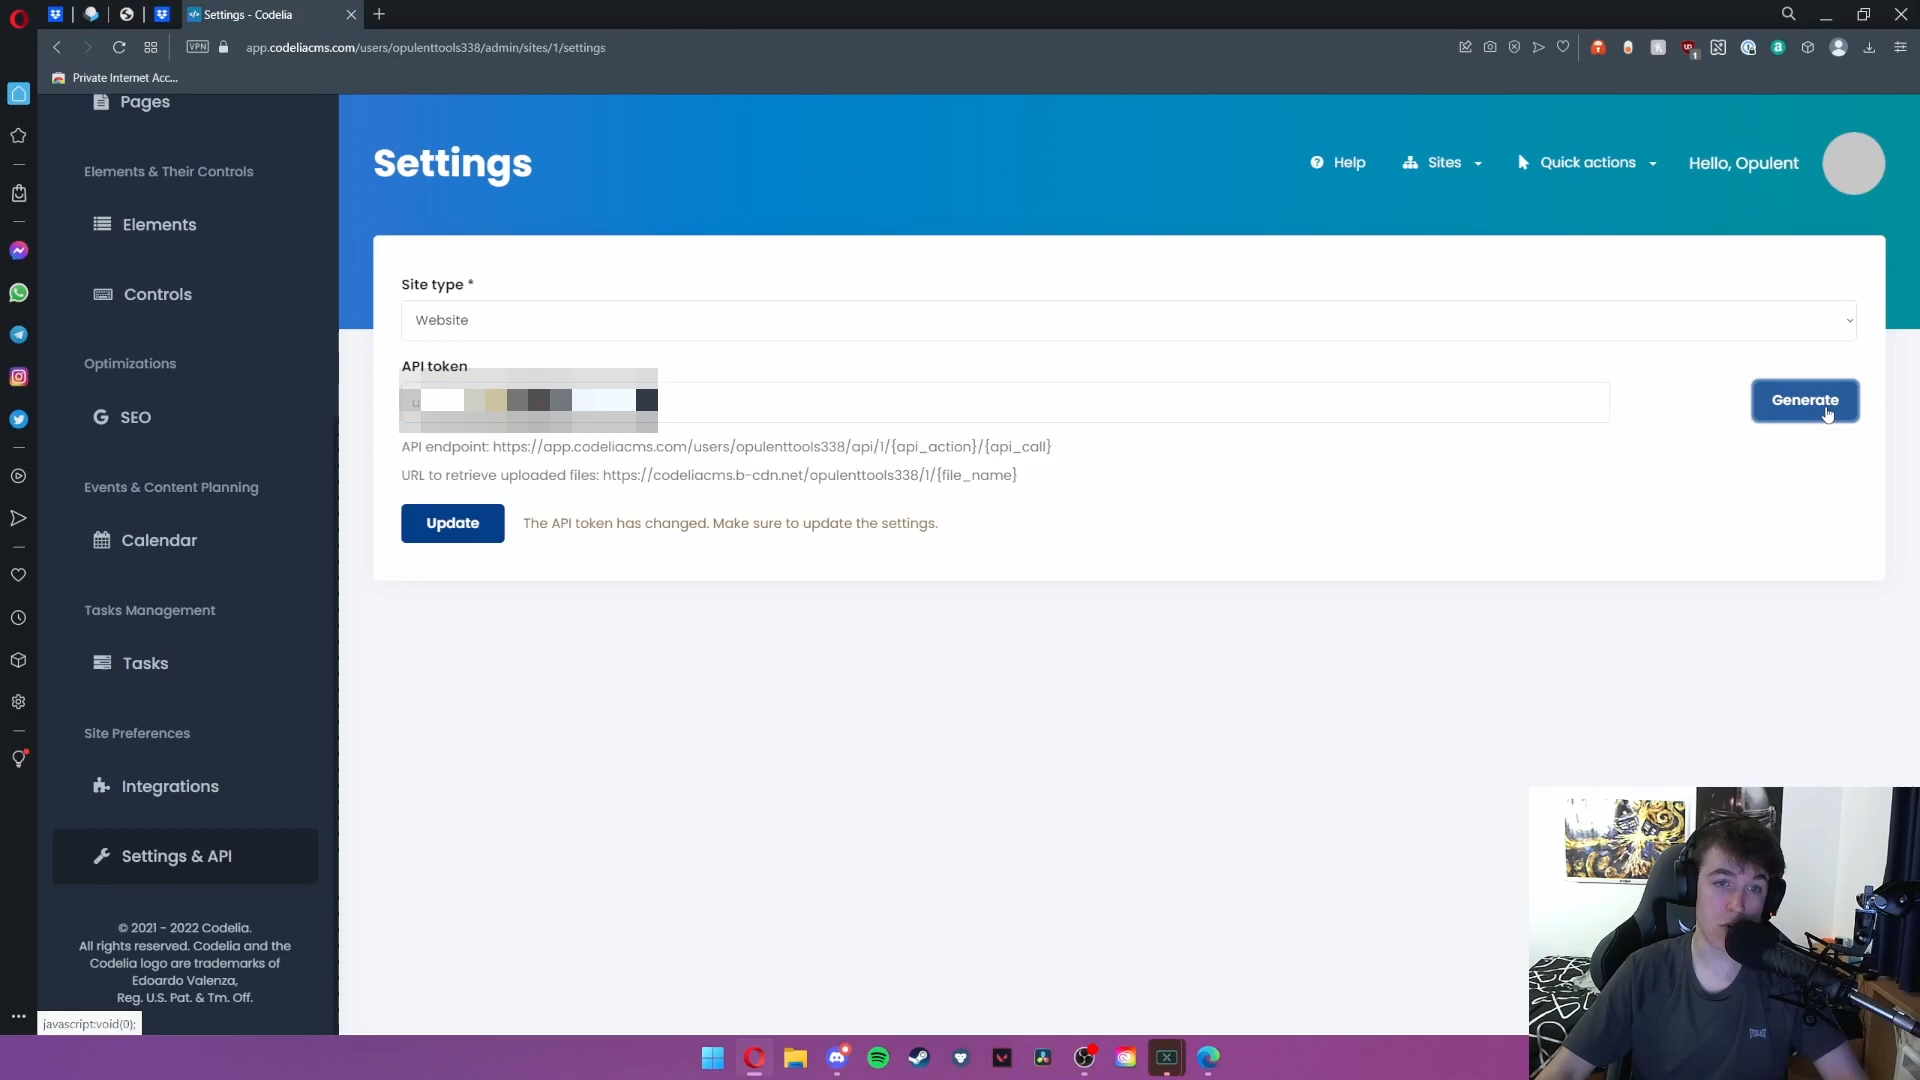 Settings - Codelia
VPN
app.codeliacms.com/users/opulenttools338/admin/sites/1/settings
Private Internet Acc...
Pages
Elements & Their Controls
Elements
Controls
Optimizations
SEO
Events & Content Planning
Calendar
Tasks Management
Tasks
Site Preferences
Integrations
Settings & API
© 2021 - 2022 Codelia.
All rights reserved. Codelia and the
Codelia logo are trademarks of
Edoardo Valenza,
Reg. U.S. Pat. & Tm. Off.
javascript:void(0);
Settings
Help
Sites
Quick actions
Hello, Opulent
Site type *
Website
API token
u
Generate
API endpoint: https://app.codeliacms.com/users/opulenttools338/api/1/{api_action}/{api_call}
URL to retrieve uploaded files: https://codeliacms.b-cdn.net/opulenttools338/1/{file_name}
Update
The API token has changed. Make sure to update the settings.